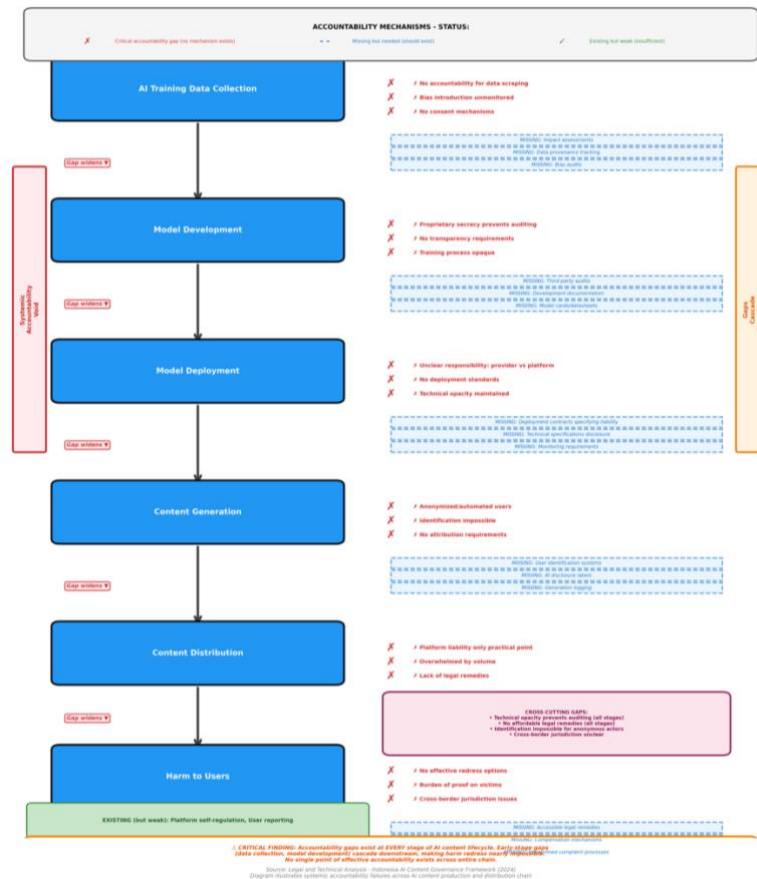 ACCOUNTABILITY MECHANISMS - STATUS:
✗ Critical accountability gap (no mechanism exists)
-- Missing but needed (should exist)
✓ Existing but weak (insufficient)
AI Training Data Collection
✗ ✗ No accountability for data scraping
✗ ✗ Bias introduction unmonitored
✗ ✗ No consent mechanisms
MISSING: Impact assessments
MISSING: Data provenance tracking
MISSING: Bias audits
Gap widens ▼
Systemic
Accountability
Void
Gaps
Cascade
Model Development
✗ ✗ Proprietary secrecy prevents auditing
✗ ✗ No transparency requirements
✗ ✗ Training process opaque
MISSING: Third-party audits
MISSING: Development documentation
MISSING: Model cards/datasheets
Gap widens ▼
Model Deployment
✗ ✗ Unclear responsibility: provider vs platform
✗ ✗ No deployment standards
✗ ✗ Technical opacity maintained
MISSING: Deployment contracts specifying liability
MISSING: Technical specifications disclosure
MISSING: Monitoring requirements
Gap widens ▼
Content Generation
✗ ✗ Anonymized/automated users
✗ ✗ Identification impossible
✗ ✗ No attribution requirements
MISSING: User identification systems
MISSING: AI disclosure labels
MISSING: Generation logging
Gap widens ▼
Content Distribution
✗ ✗ Platform liability only practical point
✗ ✗ Overwhelmed by volume
✗ ✗ Lack of legal remedies
CROSS-CUTTING GAPS:
• Technical opacity prevents auditing (all stages)
• No affordable legal remedies (all stages)
• Identification impossible for anonymous actors
• Cross-border jurisdiction unclear
Gap widens ▼
Harm to Users
✗ ✗ No effective redress options
✗ ✗ Burden of proof on victims
✗ ✗ Cross-border jurisdiction issues
MISSING: Accessible legal remedies
MISSING: Compensation mechanisms
complaint processes
EXISTING (but weak): Platform self-regulation, User reporting
⚠ CRITICAL FINDING: Accountability gaps exist at EVERY stage of AI content lifecycle. Early-stage gaps
(data collection, model development) cascade downstream, making harm redress nearly impossible.
No single point of effective accountability exists across entire chain.
Source: Legal and Technical Analysis - Indonesia AI Content Governance Framework (2024)
Diagram illustrates systemic accountability failures across AI content production and distribution chain